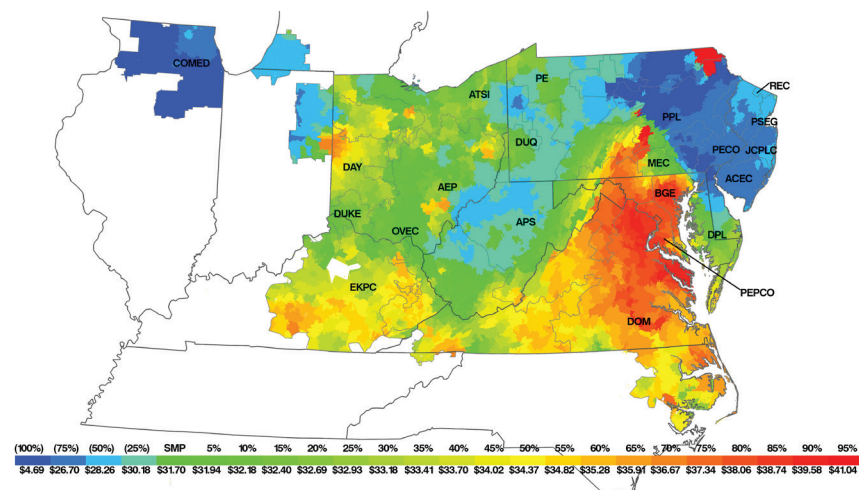 COMED
PE
ATSI
REC
PPL
PSEG
DUQ
PECO JCPLC
MEC
DAY
ACEC
AEP
BGE
DUKE
APS
OVEC
DPL
EKPC
PEPCO
DOM
(100%) (75%) (50%) (25%) SMP 5% 10% 15% 20% 25% 30% 35% 40% 45% 50% 55% 60% 65% 70% 75% 80% 85% 90% 95%
$4.69 $26.70 $28.26 $30.18 $31.70 $31.94 $32.18 $32.40 $32.69 $32.93 $33.18 $33.41 $33.70 $34.02 $34.37 $34.82 $35.28 $35.91 $36.67 $37.34 $38.06 $38.74 $39.58 $41.04